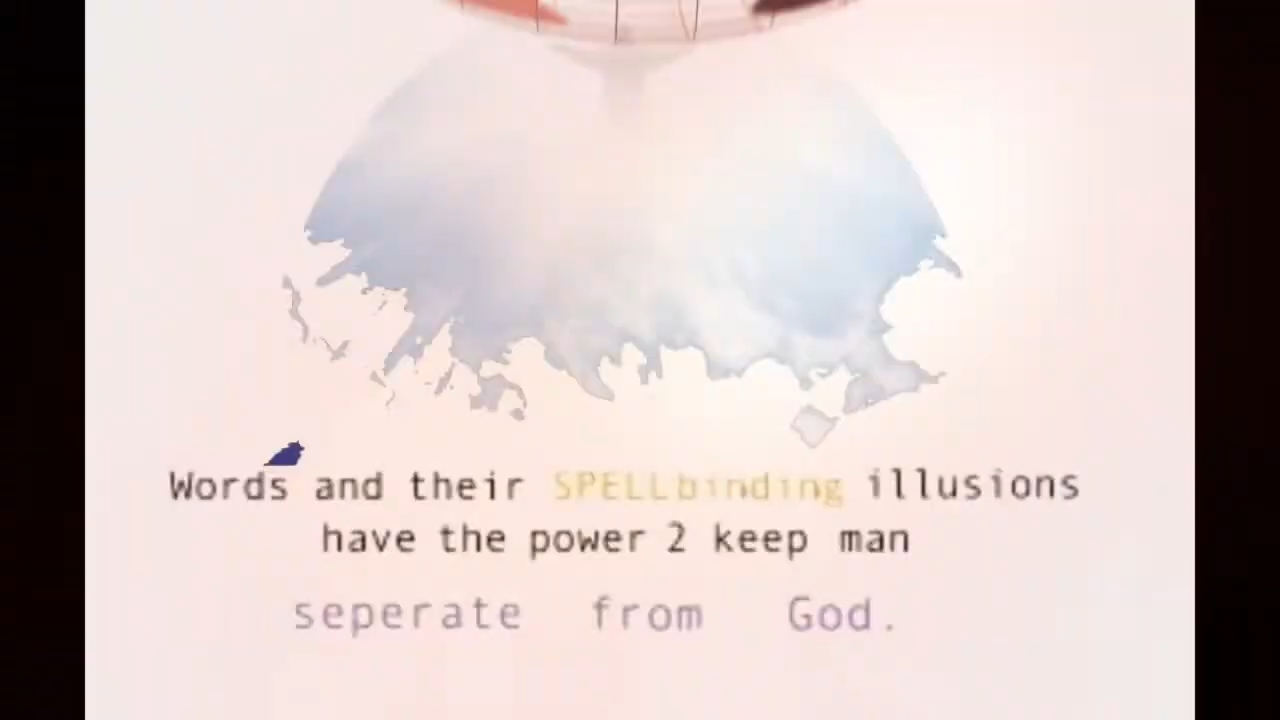 Words and their SPELLbinding illusions
have the power 2 keep man
seperate from God.